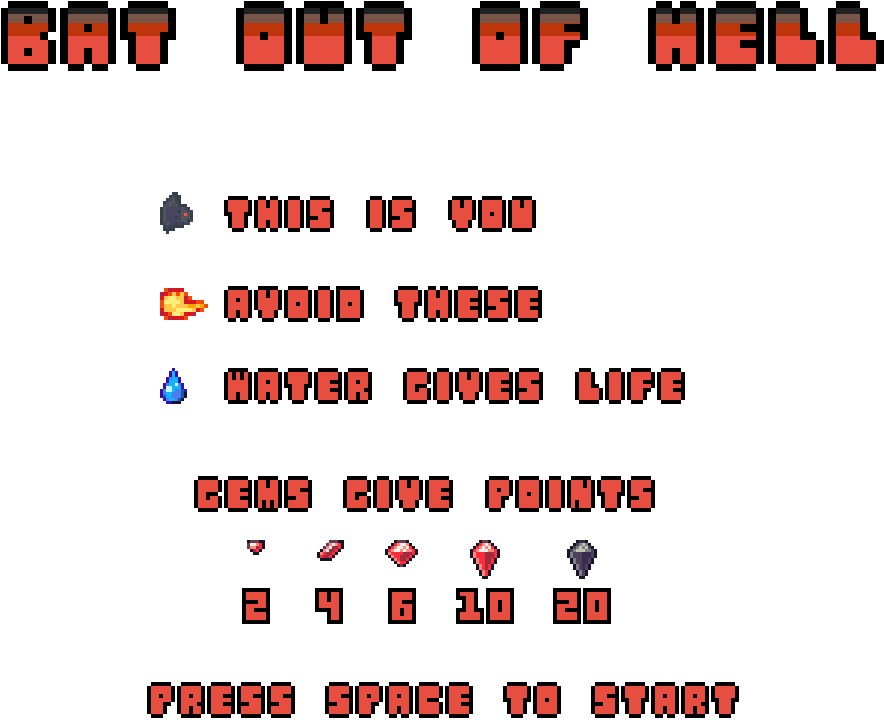 BAT OUT OF HELL
THIS IS YOU
AVOID THESE
WATER GIVES LIFE
GEMS GIVE POINTS
2 4 6 10 20
PRESS SPACE TO START